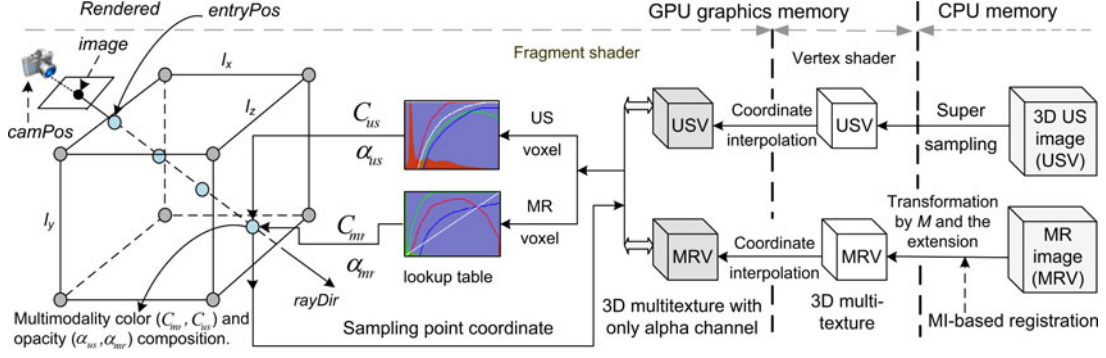 Rendered
image
entryPos
GPU graphics memory
CPU memory
Fragment shader
Vertex shader
camPos
l_x
l_z
l_y
C_us
α_us
US
voxel
USV
Coordinate
interpolation
USV
Super
sampling
3D US
image
(USV)
C_mr
α_mr
MR
voxel
lookup table
MRV
Coordinate
interpolation
MRV
Transformation
by M and the
extension
MR
image
(MRV)
rayDir
3D multitexture with
only alpha channel
3D multi-
texture
MI-based registration
Multimodality color (C_mr, C_us) and
opacity (α_us, α_mr) composition.
Sampling point coordinate